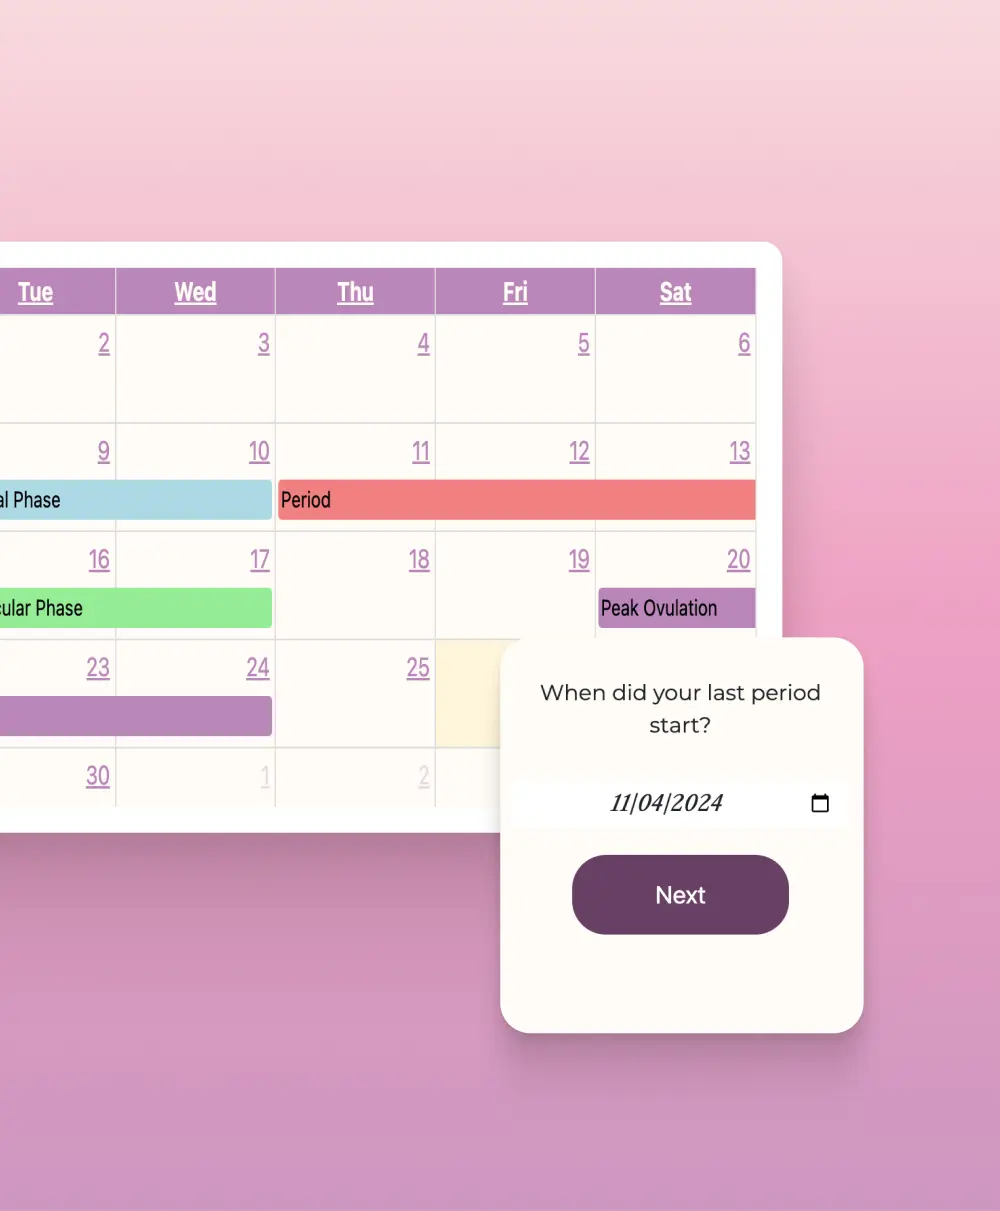 Tue Wed Thu Fri Sat
2 3 4 5 6
9 10 11 12 13
al Phase Period
16 17 18 19 20
cular Phase Peak Ovulation
23 24 25
30 1 2
When did your last period
start?
11/04/2024
Next